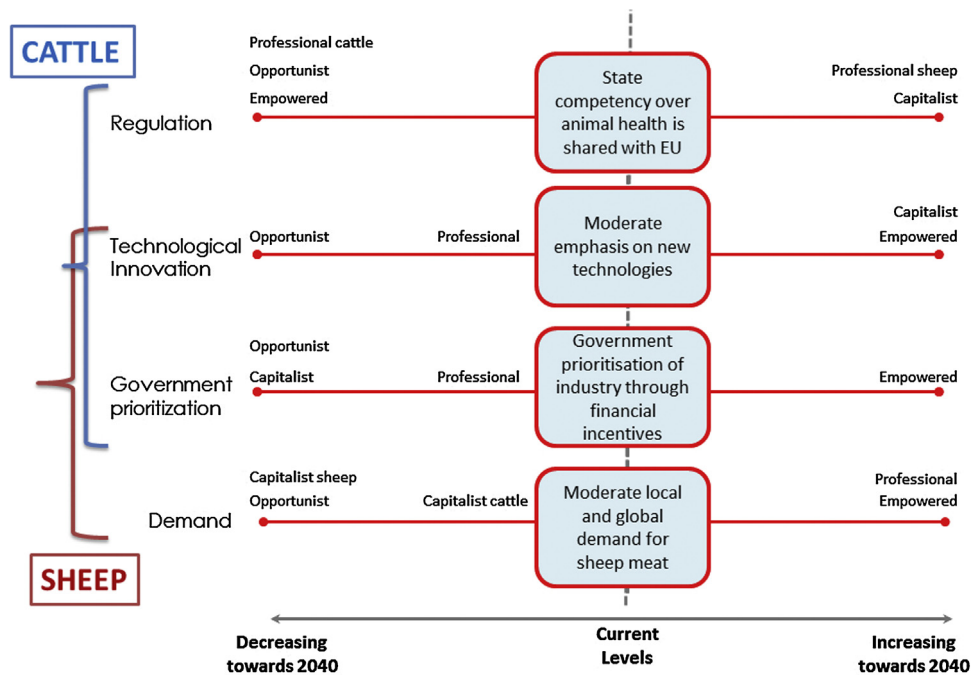 CATTLE
Professional cattle
Opportunist
Empowered
Regulation
State
competency over
animal health is
shared with EU
Professional sheep
Capitalist
Technological
Innovation
Opportunist
Professional
Moderate
emphasis on new
technologies
Capitalist
Empowered
Government
prioritization
Opportunist
Capitalist
Professional
Government
prioritisation of
industry through
financial
incentives
Empowered
Demand
Capitalist sheep
Opportunist
Capitalist cattle
Moderate local
and global
demand for
sheep meat
Professional
Empowered
SHEEP
Decreasing
towards 2040
Current
Levels
Increasing
towards 2040